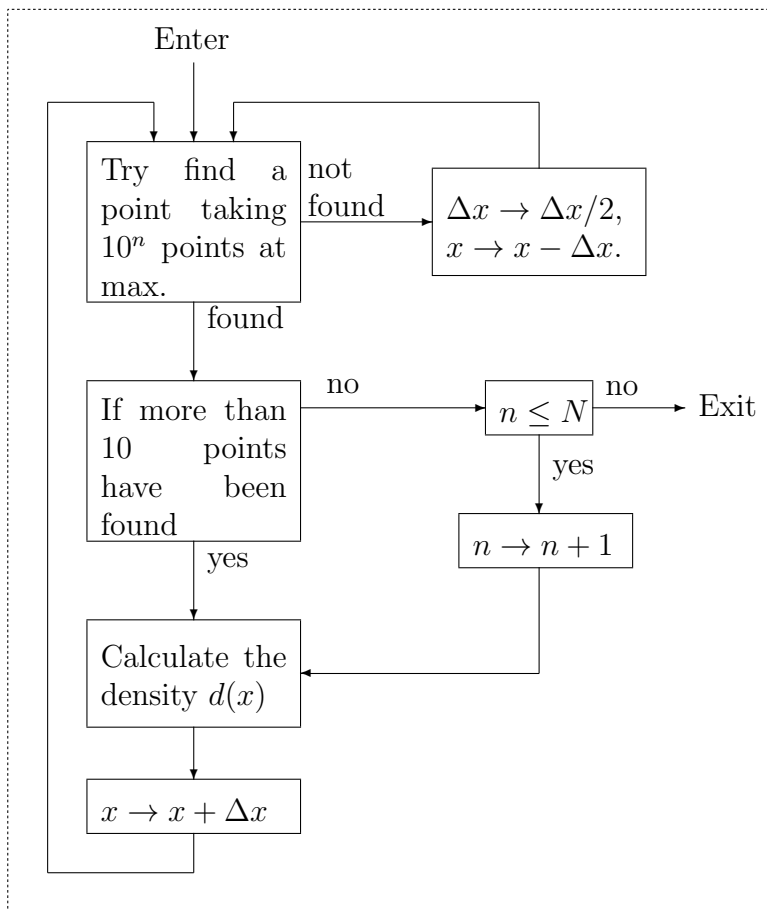 Enter
Try find a
point taking
10ⁿ points at
max.
not
found
Δx → Δx/2,
x → x − Δx.
found
If more than
10 points
have been
found
no
n ≤ N
no
Exit
yes
n → n + 1
yes
Calculate the
density d(x)
x → x + Δx